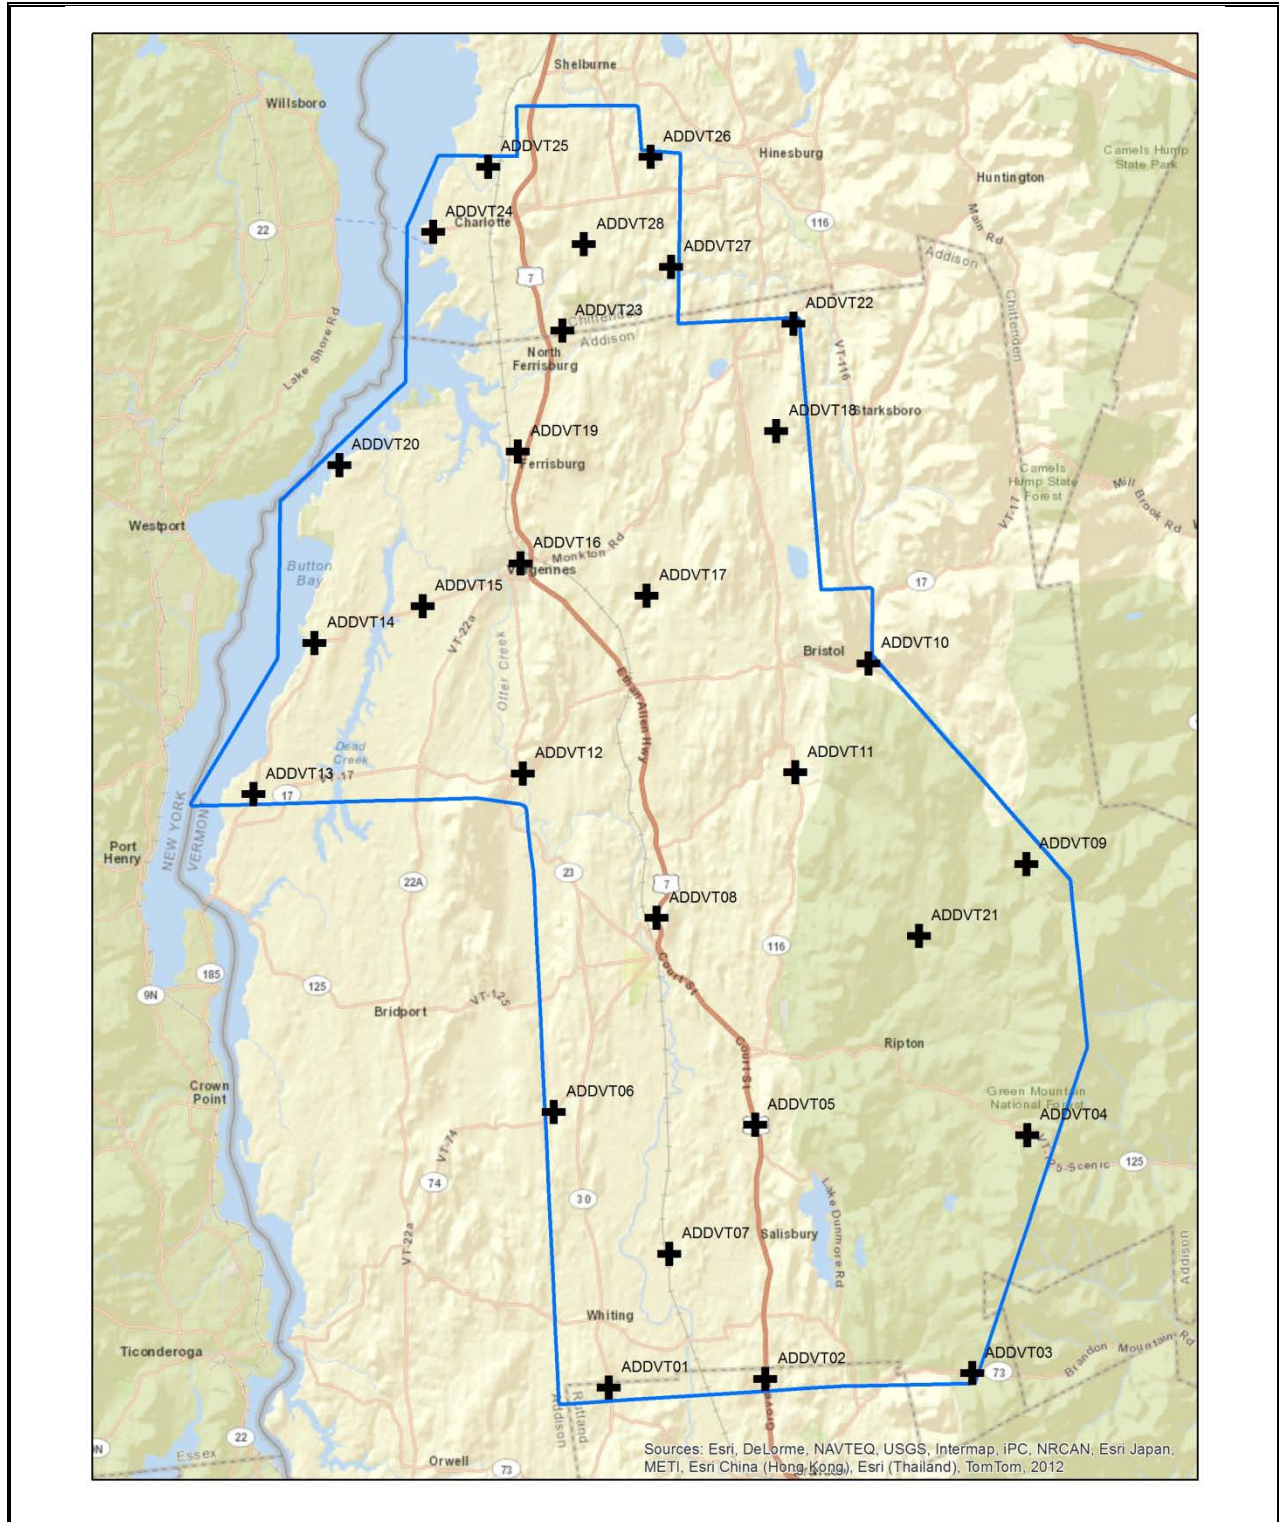 Shelburne
Willsboro
ADDVT25
ADDVT26
Hinesburg
Camels Hump
State Park
Huntington
ADDVT24
Charlotte
22
ADDVT28
116
Main Rd
ADDVT27
Addison
7
Chittenden
ADDVT22
ADDVT23
Chittenden
Addison
Lake Shore Rd
North
Ferrisburg
VT-116
ADDVT18
Starksboro
ADDVT19
Ferrisburg
ADDVT20
Camels
Hump State
Forest
Mill Brook Rd
VT-17
Westport
ADDVT16
Monkton Rd
Vergennes
Button
Bay
ADDVT17
17
ADDVT15
ADDVT14
VT-22a
Otter Creek
Bristol
ADDVT10
Ethan Allen Hwy
Dead
Creek
ADDVT12
ADDVT11
ADDVT13
VT-17
17
NEW YORK
VERMONT
Port
Henry
ADDVT09
23
22A
7
ADDVT08
ADDVT21
116
185
Court St
125
9N
VT-125
Bridport
Court St
Ripton
Crown
Point
Green Mountain
National Forest
ADDVT06
ADDVT05
ADDVT04
VT-125-Scenic
125
VT-74
74
30
Lake Dunmore Rd
VT-22a
ADDVT07
Salisbury
Addison
Whiting
Ticonderoga
Brandon Mountain Rd
ADDVT01
ADDVT02
ADDVT03
73
Addison
Rutland
Grove
22
Essex
Orwell
73
Sources: Esri, DeLorme, NAVTEQ, USGS, Intermap, iPC, NRCAN, Esri Japan,
METI, Esri China (Hong Kong), Esri (Thailand), TomTom, 2012